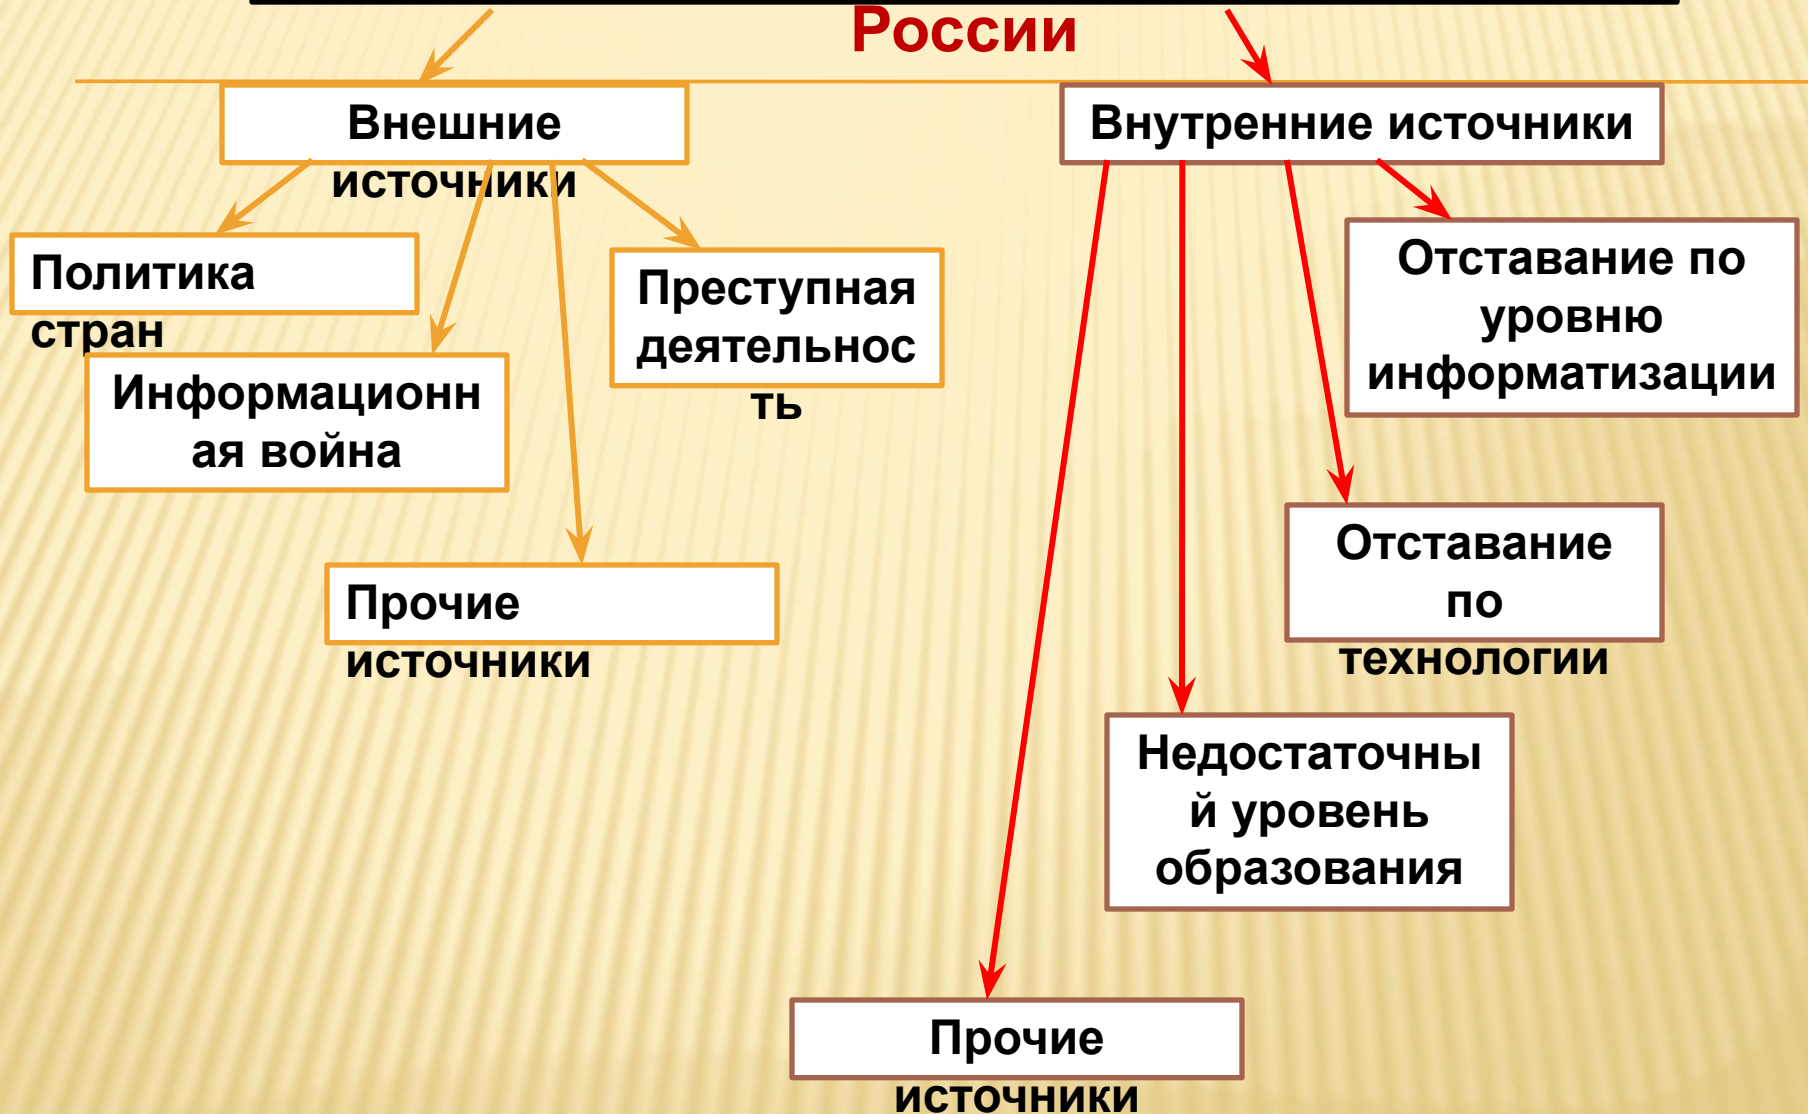 России
Внешние
источники
Внутренние источники
Политика
стран
Информационн
ая война
Преступная
деятельнос
ть
Прочие
источники
Отставание по
уровню
информатизации
Отставание
по
технологии
Недостаточны
й уровень
образования
Прочие
источники